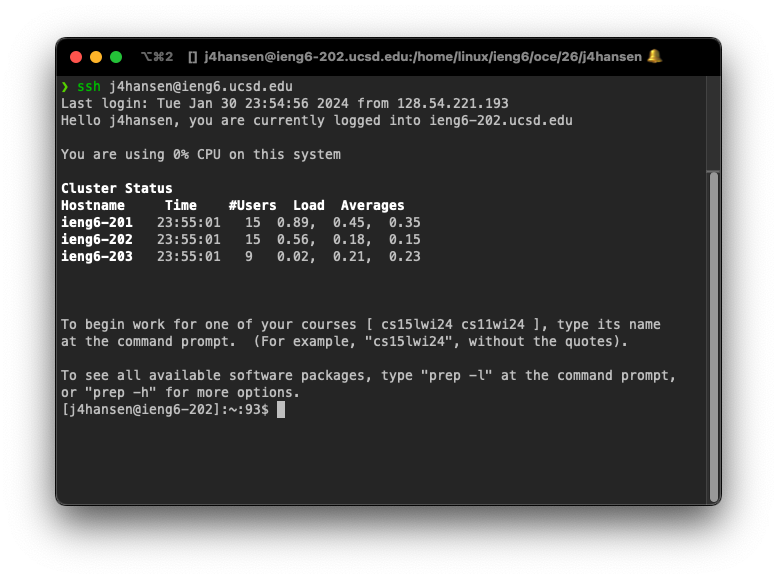 ⌥⌘2 [] j4hansen@ieng6-202.ucsd.edu:/home/linux/ieng6/oce/26/j4hansen 🔔
❯ ssh j4hansen@ieng6.ucsd.edu
Last login: Tue Jan 30 23:54:56 2024 from 128.54.221.193
Hello j4hansen, you are currently logged into ieng6-202.ucsd.edu
You are using 0% CPU on this system
Cluster Status
Hostname     Time    #Users  Load  Averages
ieng6-201   23:55:01   15  0.89,  0.45,  0.35
ieng6-202   23:55:01   15  0.56,  0.18,  0.15
ieng6-203   23:55:01   9   0.02,  0.21,  0.23
To begin work for one of your courses [ cs15lwi24 cs11wi24 ], type its name
at the command prompt.  (For example, "cs15lwi24", without the quotes).
To see all available software packages, type "prep -l" at the command prompt,
or "prep -h" for more options.
[j4hansen@ieng6-202]:~:93$